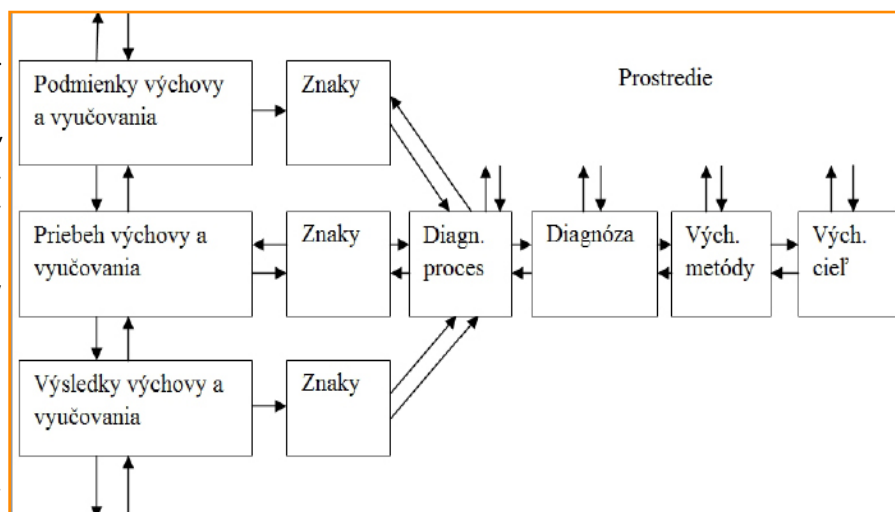 Podmienky výchovy
a vyučovania
Znaky
Prostredie
Priebeh výchovy a
vyučovania
Znaky
Diagn.
proces
Diagnóza
Vých.
metódy
Vých.
cieľ
Výsledky výchovy a
vyučovania
Znaky